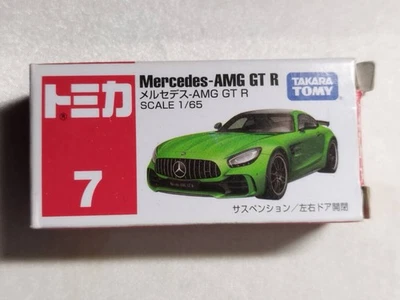 トミカ
®
7
Mercedes-AMG GT R
メルセデス-AMG GT R
SCALE 1/65
TAKARA
TOMY
サスペンション/左右ドア開閉